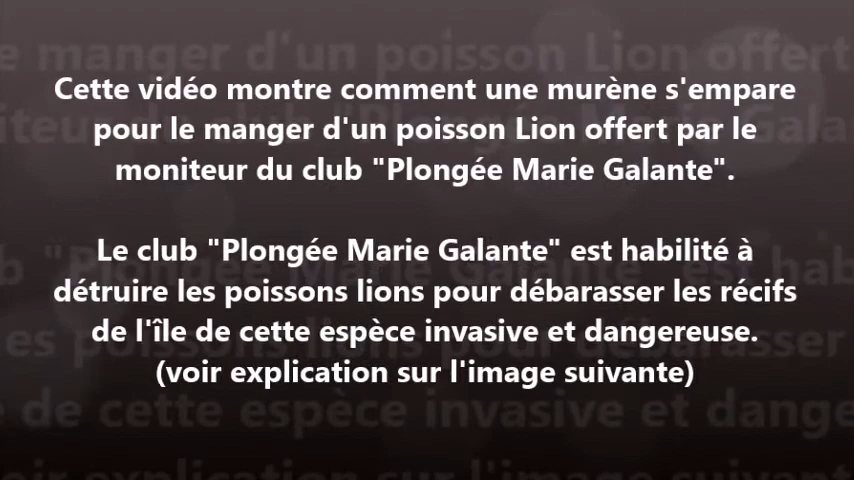 Cette vidéo montre comment une murène s'empare
pour le manger d'un poisson Lion offert par le
moniteur du club "Plongée Marie Galante".
Le club "Plongée Marie Galante" est habilité à
détruire les poissons lions pour débarasser les récifs
de l'île de cette espèce invasive et dangereuse.
(voir explication sur l'image suivante)